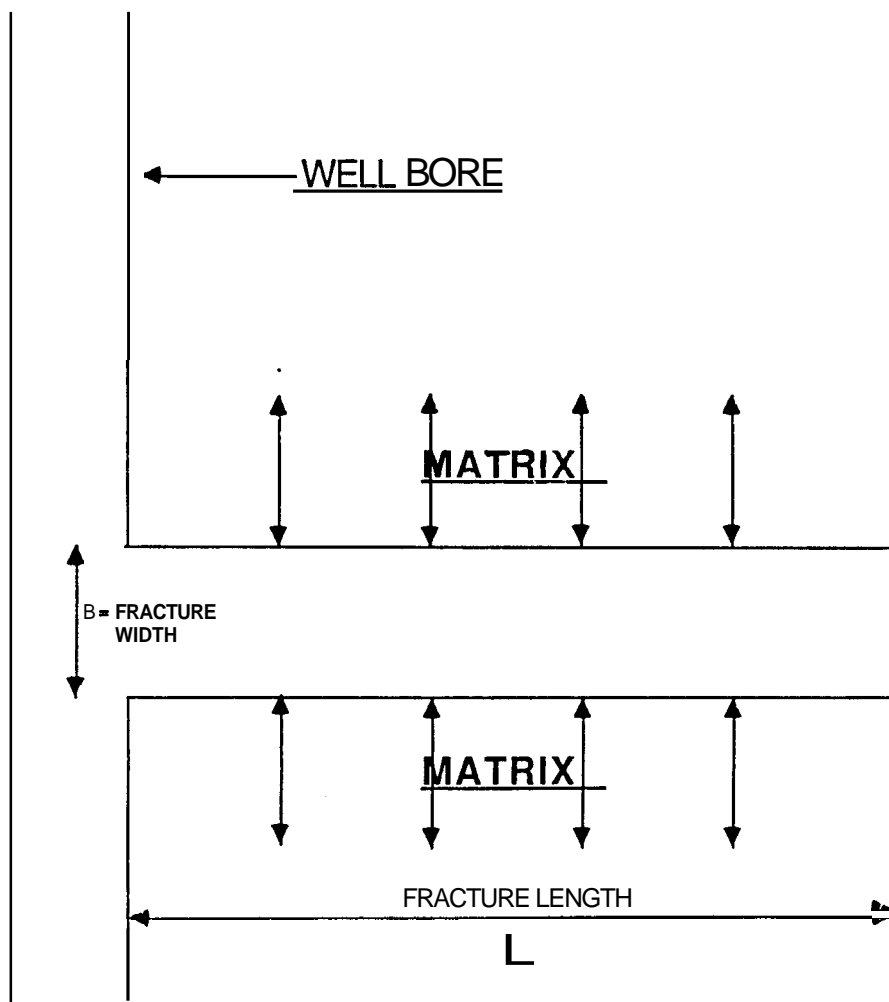 WELL BORE
MATRIX
B = FRACTURE
WIDTH
MATRIX
FRACTURE LENGTH
L